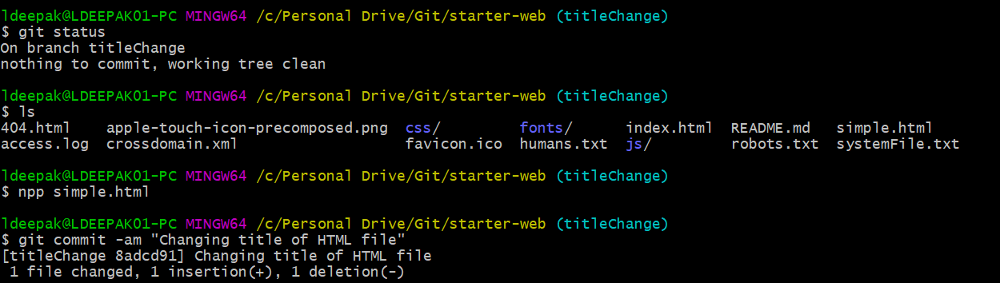 ldeepak@LDEEPAK01-PC MINGW64 /c/Personal Drive/Git/starter-web (titleChange)
$ git status
On branch titleChange
nothing to commit, working tree clean
ldeepak@LDEEPAK01-PC MINGW64 /c/Personal Drive/Git/starter-web (titleChange)
$ ls
404.html    apple-touch-icon-precomposed.png  css/         fonts/      index.html  README.md   simple.html
access.log  crossdomain.xml                   favicon.ico  humans.txt  js/         robots.txt  systemFile.txt
ldeepak@LDEEPAK01-PC MINGW64 /c/Personal Drive/Git/starter-web (titleChange)
$ npp simple.html
ldeepak@LDEEPAK01-PC MINGW64 /c/Personal Drive/Git/starter-web (titleChange)
$ git commit -am "Changing title of HTML file"
[titleChange 8adcd91] Changing title of HTML file
 1 file changed, 1 insertion(+), 1 deletion(-)